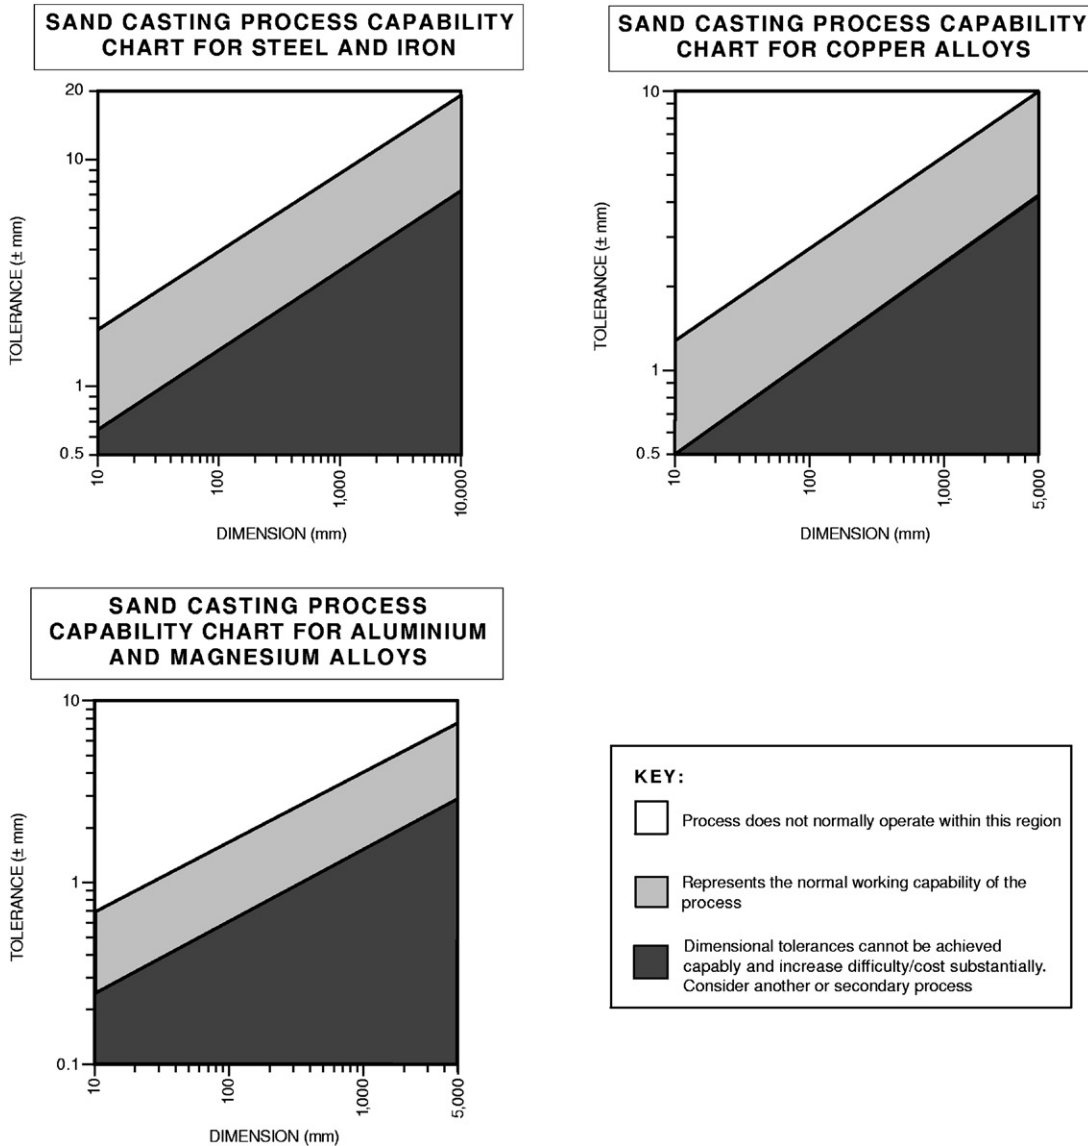 SAND CASTING PROCESS CAPABILITY
CHART FOR STEEL AND IRON
20
10
1
0.5
TOLERANCE (± mm)
10
100
1,000
10,000
DIMENSION (mm)
SAND CASTING PROCESS CAPABILITY
CHART FOR COPPER ALLOYS
10
1
0.5
TOLERANCE (± mm)
10
100
1,000
5,000
DIMENSION (mm)
SAND CASTING PROCESS
CAPABILITY CHART FOR ALUMINIUM
AND MAGNESIUM ALLOYS
10
1
0.1
TOLERANCE (± mm)
10
100
1,000
5,000
DIMENSION (mm)
KEY:
Process does not normally operate within this region
Represents the normal working capability of the
process
Dimensional tolerances cannot be achieved
capably and increase difficulty/cost substantially.
Consider another or secondary process